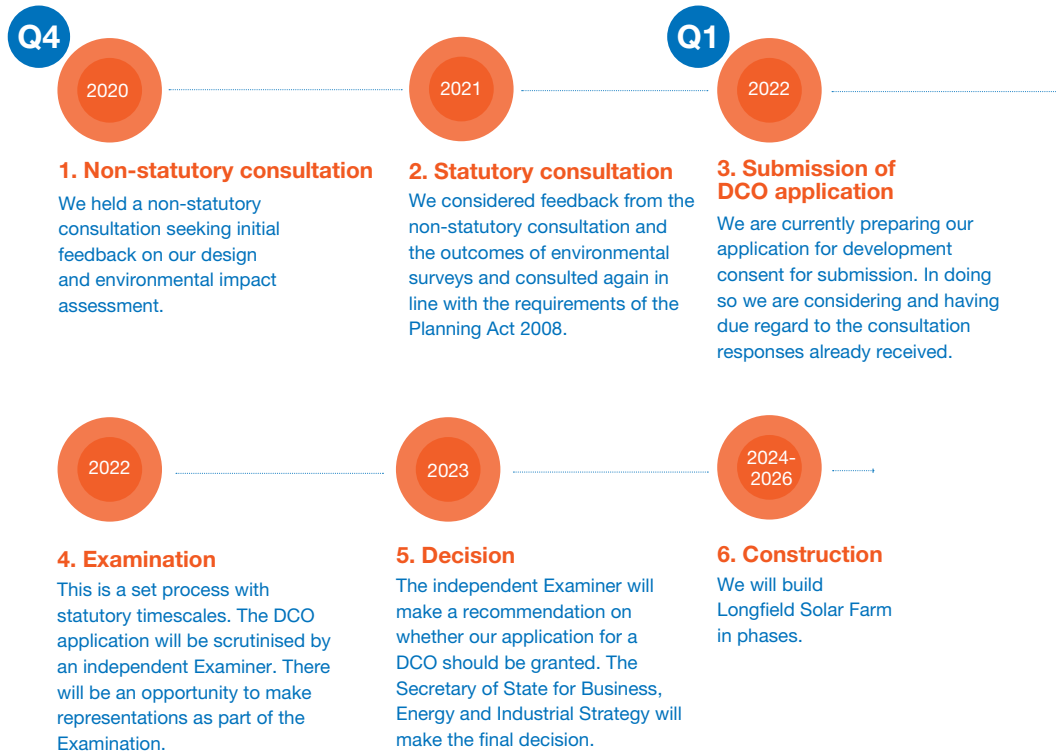 Q4
2020
1. Non-statutory consultation
We held a non-statutory
consultation seeking initial
feedback on our design
and environmental impact
assessment.
2021
2. Statutory consultation
We considered feedback from the
non-statutory consultation and
the outcomes of environmental
surveys and consulted again in
line with the requirements of the
Planning Act 2008.
Q1
2022
3. Submission of
DCO application
We are currently preparing our
application for development
consent for submission. In doing
so we are considering and having
due regard to the consultation
responses already received.
2022
4. Examination
This is a set process with
statutory timescales. The DCO
application will be scrutinised by
an independent Examiner. There
will be an opportunity to make
representations as part of the
Examination.
2023
5. Decision
The independent Examiner will
make a recommendation on
whether our application for a
DCO should be granted. The
Secretary of State for Business,
Energy and Industrial Strategy will
make the final decision.
2024-
2026
6. Construction
We will build
Longfield Solar Farm
in phases.